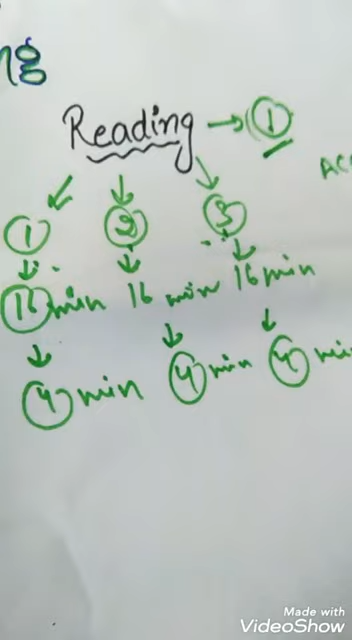 ng
Reading → ①
① ② ③
16 min 16 min 16 min
4 min 4 min 4 mi
Made with
VideoShow